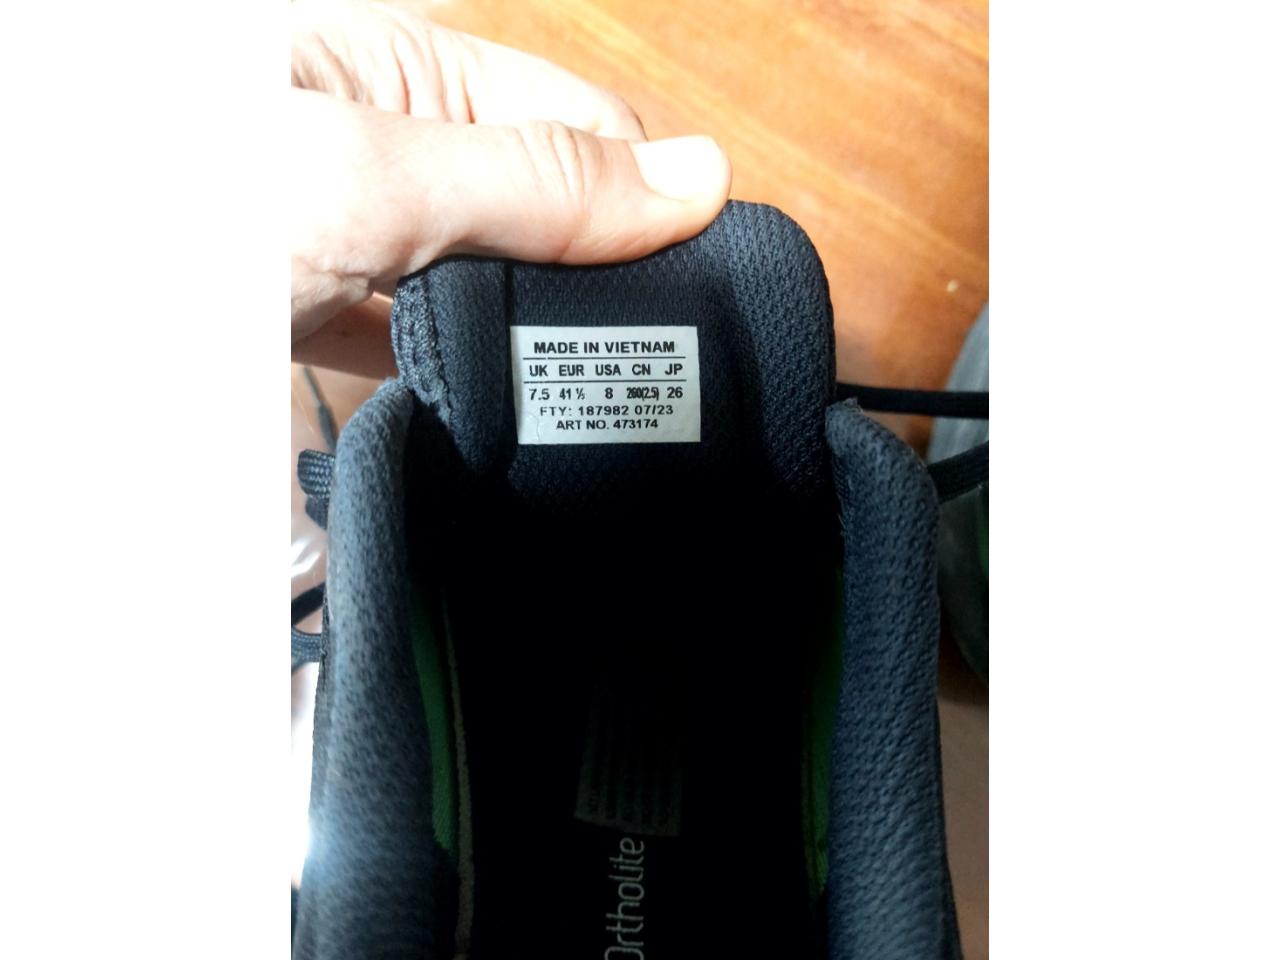 MADE IN VIETNAM
UK EUR USA CN JP
7.5 41 ½ 8 260(2.5) 26
FTY: 187982 07/23
ART NO. 473174
Ortholite